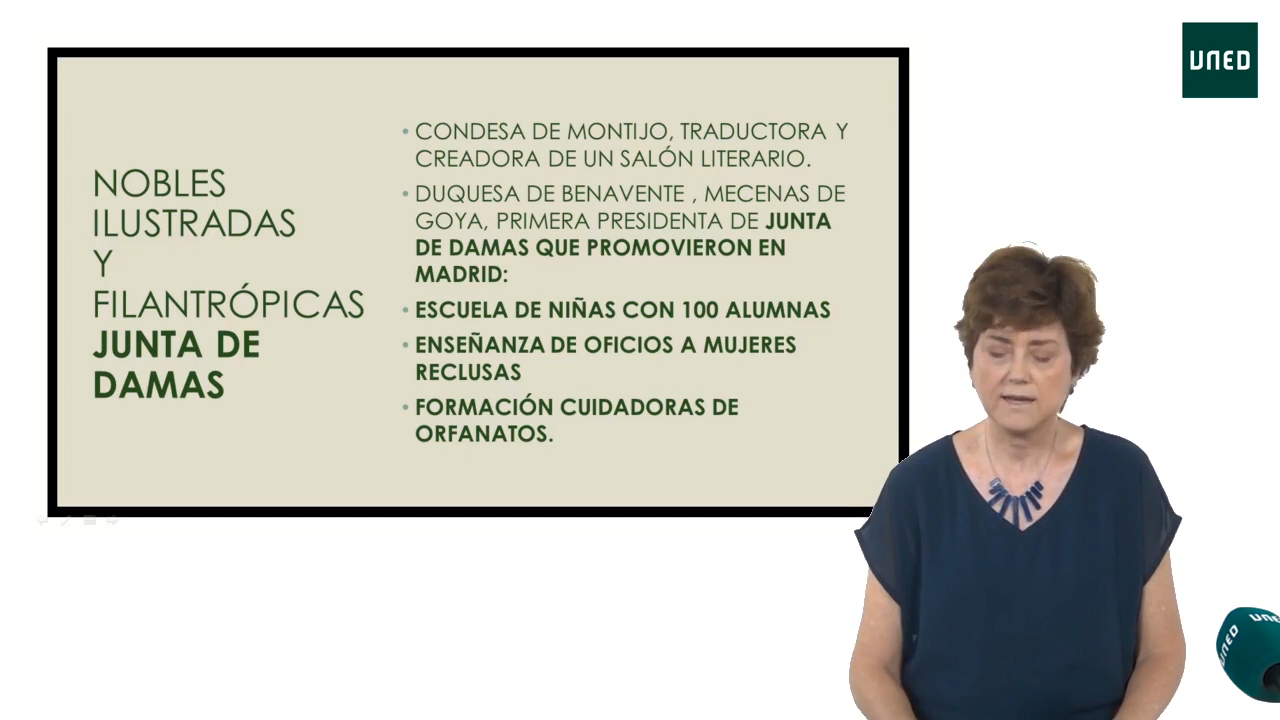 UNED
NOBLES
ILUSTRADAS
Y
FILANTRÓPICAS
JUNTA DE
DAMAS
• CONDESA DE MONTIJO, TRADUCTORA Y
CREADORA DE UN SALÓN LITERARIO.
• DUQUESA DE BENAVENTE , MECENAS DE
GOYA, PRIMERA PRESIDENTA DE JUNTA
DE DAMAS QUE PROMOVIERON EN
MADRID:
• ESCUELA DE NIÑAS CON 100 ALUMNAS
• ENSEÑANZA DE OFICIOS A MUJERES
RECLUSAS
• FORMACIÓN CUIDADORAS DE
ORFANATOS.
UNED